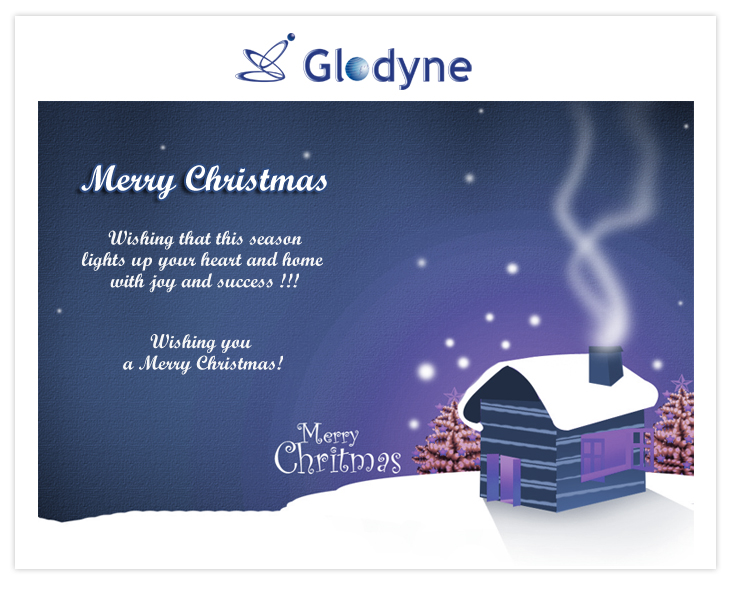 Glodyne
Merry Christmas
Wishing that this season
lights up your heart and home
with joy and success !!!
Wishing you
a Merry Christmas!
Merry
Chritmas